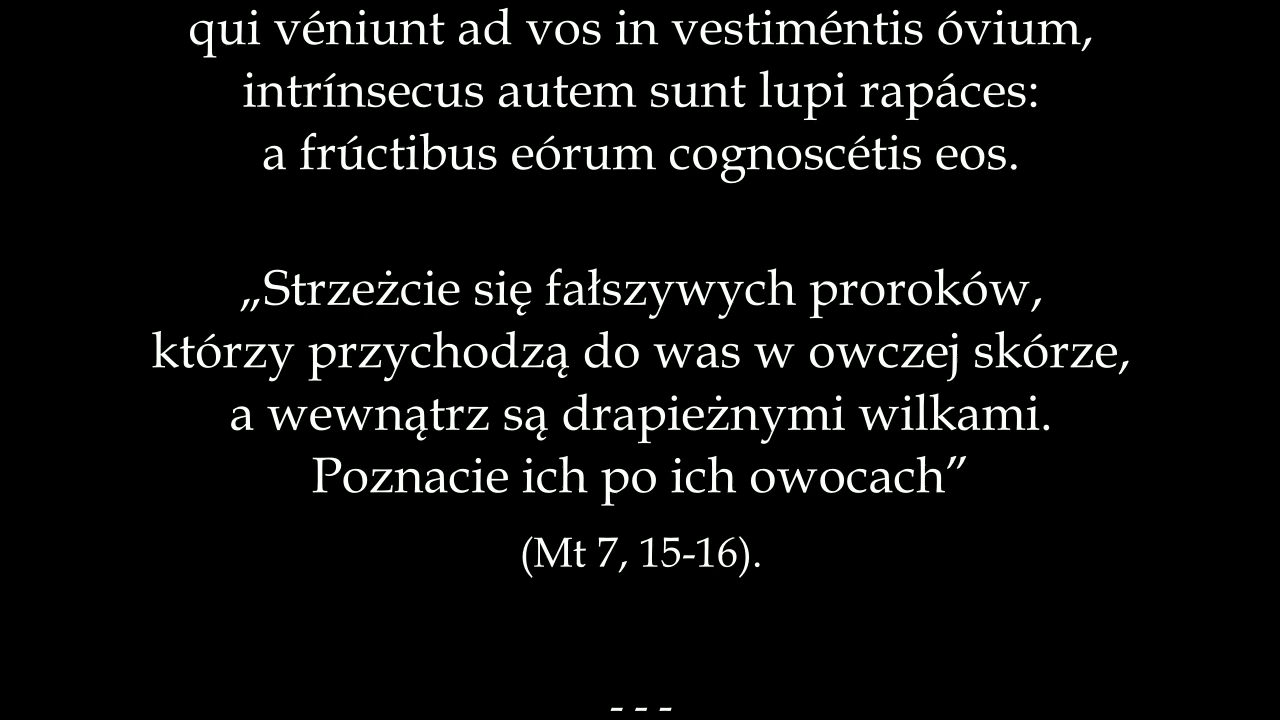 qui véniunt ad vos in vestiméntis óvium,
intrínsecus autem sunt lupi rapáces:
a frúctibus eórum cognoscétis eos.
„Strzeżcie się fałszywych proroków,
którzy przychodzą do was w owczej skórze,
a wewnątrz są drapieżnymi wilkami.
Poznacie ich po ich owocach”
(Mt 7, 15-16).
- - -